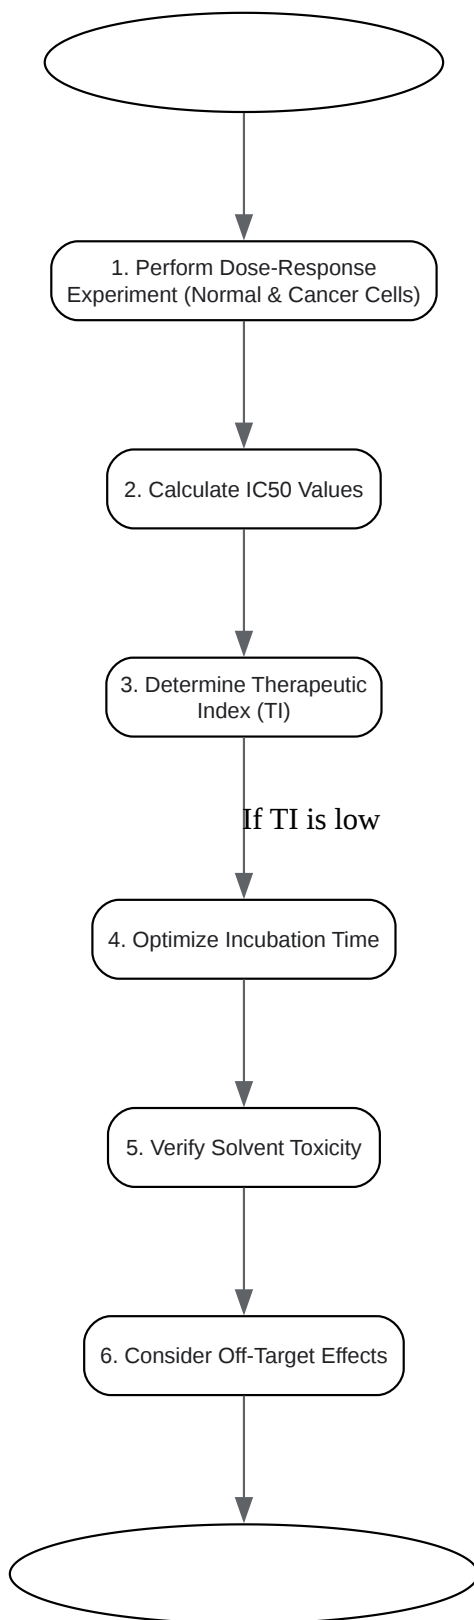 1. Perform Dose-Response
Experiment (Normal & Cancer Cells)
2. Calculate IC50 Values
3. Determine Therapeutic
Index (TI)
If TI is low
4. Optimize Incubation Time
5. Verify Solvent Toxicity
6. Consider Off-Target Effects